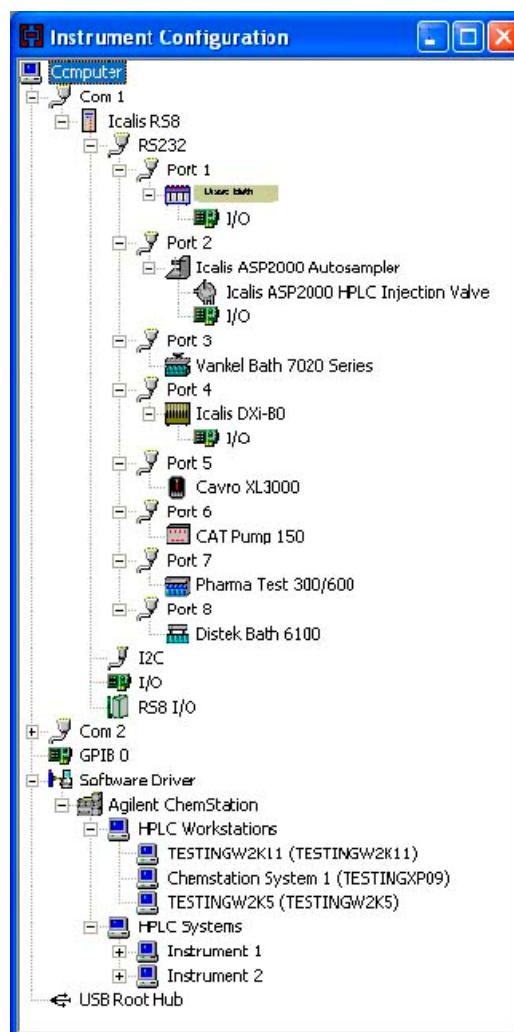 Instrument Configuration
Computer
Com 1
Icalis RS8
RS232
Port 1
I/O
Port 2
Icalis ASP2000 Autosampler
Icalis ASP2000 HPLC Injection Valve
I/O
Port 3
Vankel Bath 7020 Series
Port 4
Icalis DXi-80
I/O
Port 5
Cavro XL3000
Port 6
CAT Pump 150
Port 7
Pharma Test 300/600
Port 8
Distek Bath 6100
I2C
I/O
RS8 I/O
Com 2
GPIB 0
Software Driver
Agilent ChemStation
HPLC Workstations
TESTINGW2K11 (TESTINGW2K11)
Chemstation System 1 (TESTINGXP09)
TESTINGW2K5 (TESTINGW2K5)
HPLC Systems
Instrument 1
Instrument 2
USB Root Hub